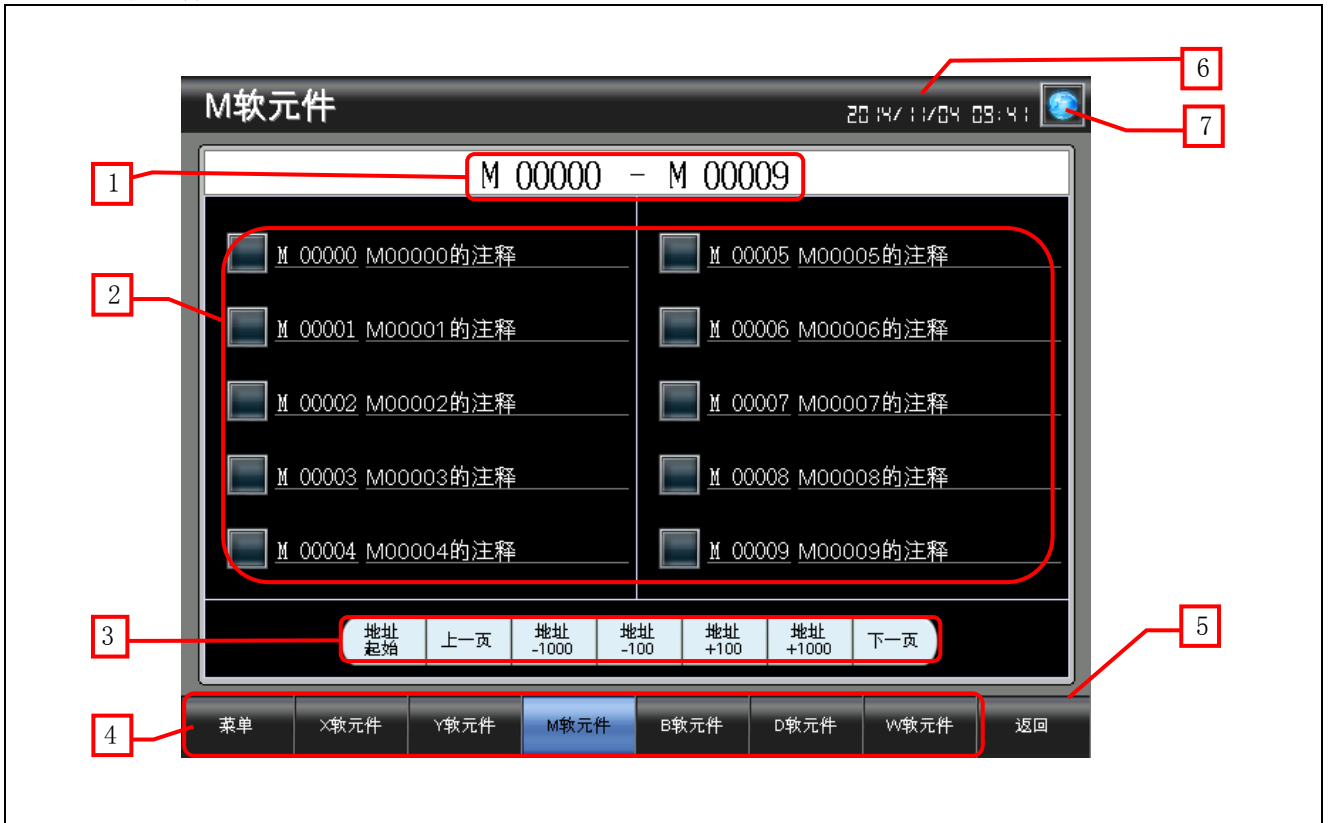 6
M软元件
2014/11/04 09:41
7
1
M 00000 - M 00009
2
M 00000 M00000的注释
M 00005 M00005的注释
M 00001 M00001的注释
M 00006 M00006的注释
M 00002 M00002的注释
M 00007 M00007的注释
M 00003 M00003的注释
M 00008 M00008的注释
M 00004 M00004的注释
M 00009 M00009的注释
3
地址
起始
上一页
地址
-1000
地址
-100
地址
+100
地址
+1000
下一页
5
4
菜单
X软元件
Y软元件
M软元件
B软元件
D软元件
W软元件
返回